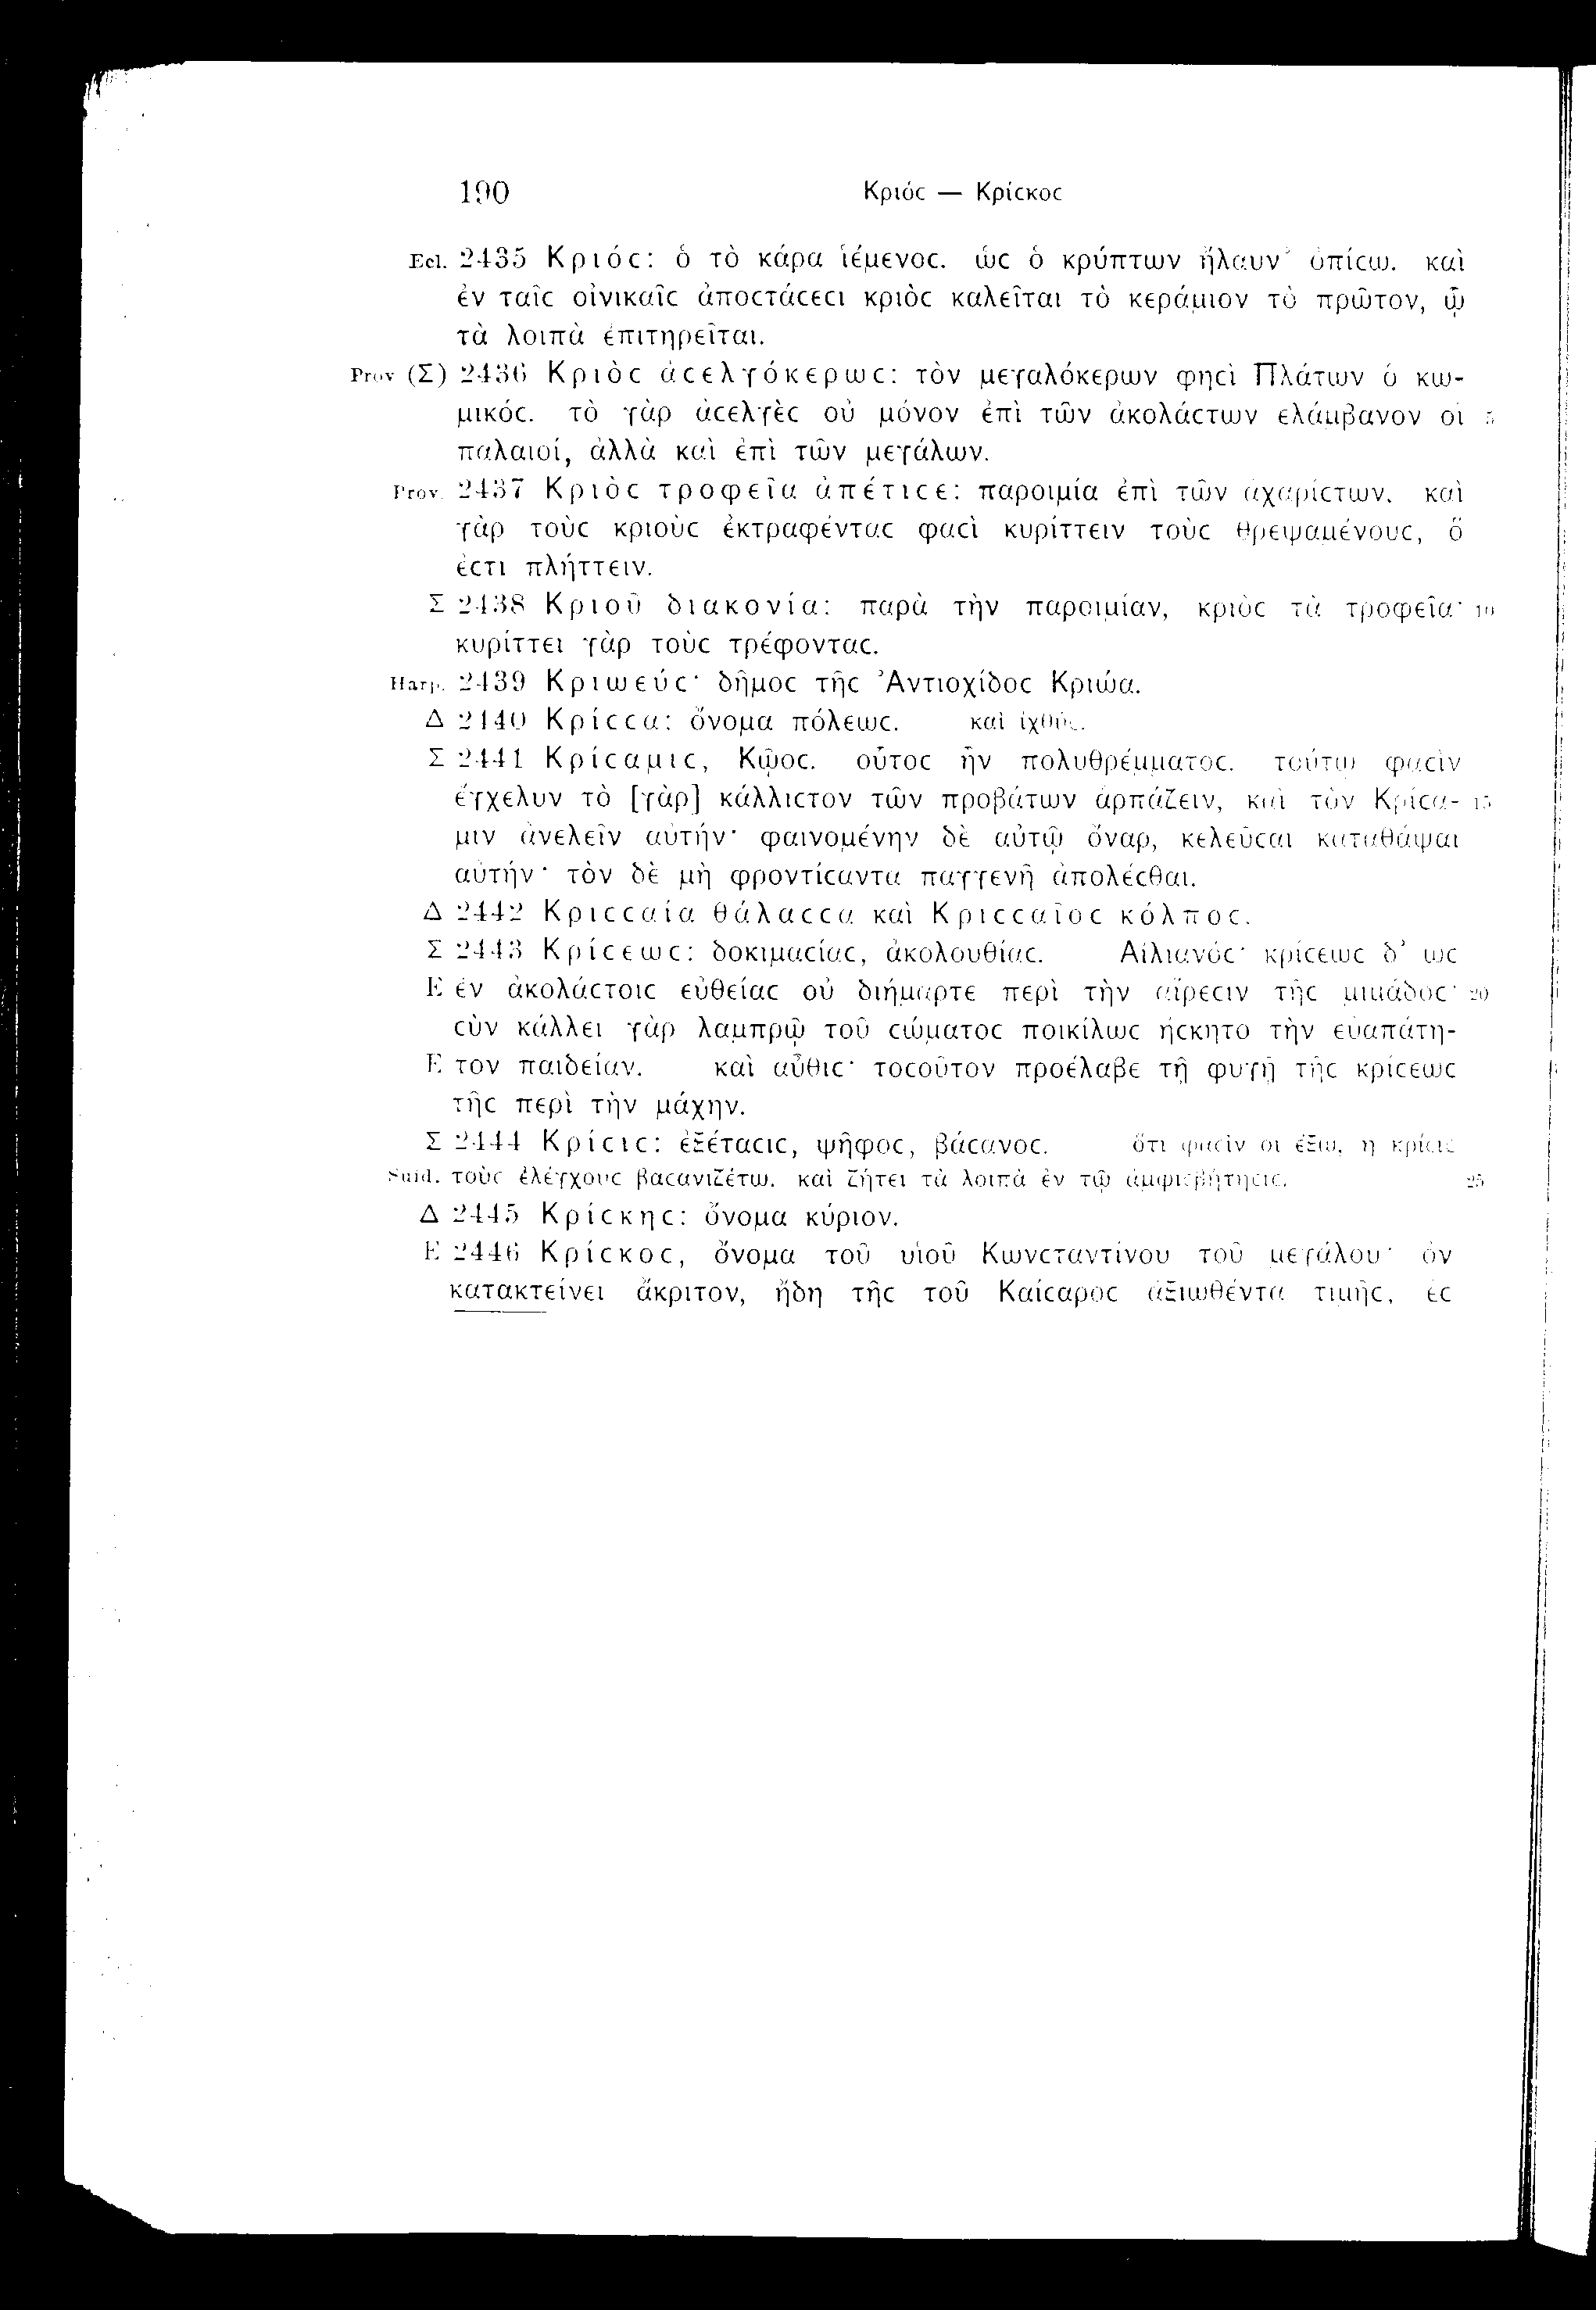 190 Κριόϲ — Κρίϲκοϲ
Ecl. 2435 Κριόϲ: ὁ τὸ κάρα ἱέμενοϲ. ὡϲ ὁ κρύπτων ἤλαυν᾽ ὀπίϲω. καὶ
ἐν ταῖϲ οἰνικαῖϲ ἀποϲτάϲεϲι κριὸϲ καλεῖται τὸ κεράμιον τὸ πρῶτον, ᾧ
τὰ λοιπὰ ἐπιτηρεῖται.
Prov (Σ) 2436 Κριὸϲ ἀϲελγόκερωϲ: τὸν μεγαλόκερων φηϲὶ Πλάτων ὁ κω-
μικόϲ. τὸ γὰρ ἀϲελγὲϲ οὐ μόνον ἐπὶ τῶν ἀκολάϲτων ἐλάμβανον οἱ 5
παλαιοί, ἀλλὰ καὶ ἐπὶ τῶν μεγάλων.
Prov. 2437 Κριὸϲ τροφεῖα ἀπέτιϲε: παροιμία ἐπὶ τῶν ἀχαρίϲτων. καὶ
γὰρ τοὺϲ κριοὺϲ ἐκτραφένταϲ φαϲὶ κυρίττειν τοὺϲ θρεψαμένουϲ, ὅ
ἐϲτι πλήττειν.
Σ 2438 Κριοῦ διακονία: παρὰ τὴν παροιμίαν, κριὸϲ τὰ τροφεῖα· 10
κυρίττει γὰρ τοὺϲ τρέφονταϲ.
Harp. 2439 Κριωεύϲ· δῆμοϲ τῆϲ Ἀντιοχίδοϲ Κριώα.
Δ 2440 Κρίϲϲα: ὄνομα πόλεωϲ. καὶ ἰχθύϲ.
Σ 2441 Κρίϲαμιϲ, Κῷοϲ. οὗτοϲ ἦν πολυθρέμματοϲ. τούτῳ φαϲὶν
ἔγχελυν τὸ [γὰρ] κάλλιϲτον τῶν προβάτων ἁρπάζειν, καὶ τὸν Κρίϲα- 15
μιν ἀνελεῖν αὐτήν· φαινομένην δὲ αὐτῷ ὄναρ, κελεῦϲαι καταθάψαι
αὐτήν· τὸν δὲ μὴ φροντίϲαντα παγγενῆ ἀπολέϲθαι.
Δ 2442 Κριϲϲαία θάλαϲϲα καὶ Κριϲϲαῖοϲ κόλποϲ.
Σ 2443 Κρίϲεωϲ: δοκιμαϲίαϲ, ἀκολουθίαϲ. Αἰλιανόϲ· κρίϲεωϲ δ᾽ ὡϲ
E ἐν ἀκολάϲτοιϲ εὐθείαϲ οὐ διήμαρτε περὶ τὴν αἵρεϲιν τῆϲ μιμάδοϲ· 20
ϲὺν κάλλει γὰρ λαμπρῷ τοῦ ϲώματοϲ ποικίλωϲ ἤϲκητο τὴν εὐαπάτη-
E τον παιδείαν. καὶ αὖθιϲ· τοϲοῦτον προέλαβε τῇ φυγῇ τῆϲ κρίϲεωϲ
τῆϲ περὶ τὴν μάχην.
Σ 2444 Κρίϲιϲ: ἐξέταϲιϲ, ψῆφοϲ, βάϲανοϲ. ὅτι φαϲὶν οἱ ἔξω, ἡ κρίϲιϲ
Suid. τοὺϲ ἐλέγχουϲ βαϲανιζέτω. καὶ ζήτει τὰ λοιπὰ ἐν τῷ ἀμφιϲβήτηϲιϲ. 25
Δ 2445 Κρίϲκηϲ: ὄνομα κύριον.
E 2446 Κρίϲκοϲ, ὄνομα τοῦ υἱοῦ Κωνϲταντίνου τοῦ μεγάλου· ὃν
κατακτείνει ἄκριτον, ἤδη τῆϲ τοῦ Καίϲαροϲ ἀξιωθέντα τιμῆϲ, ἐϲ